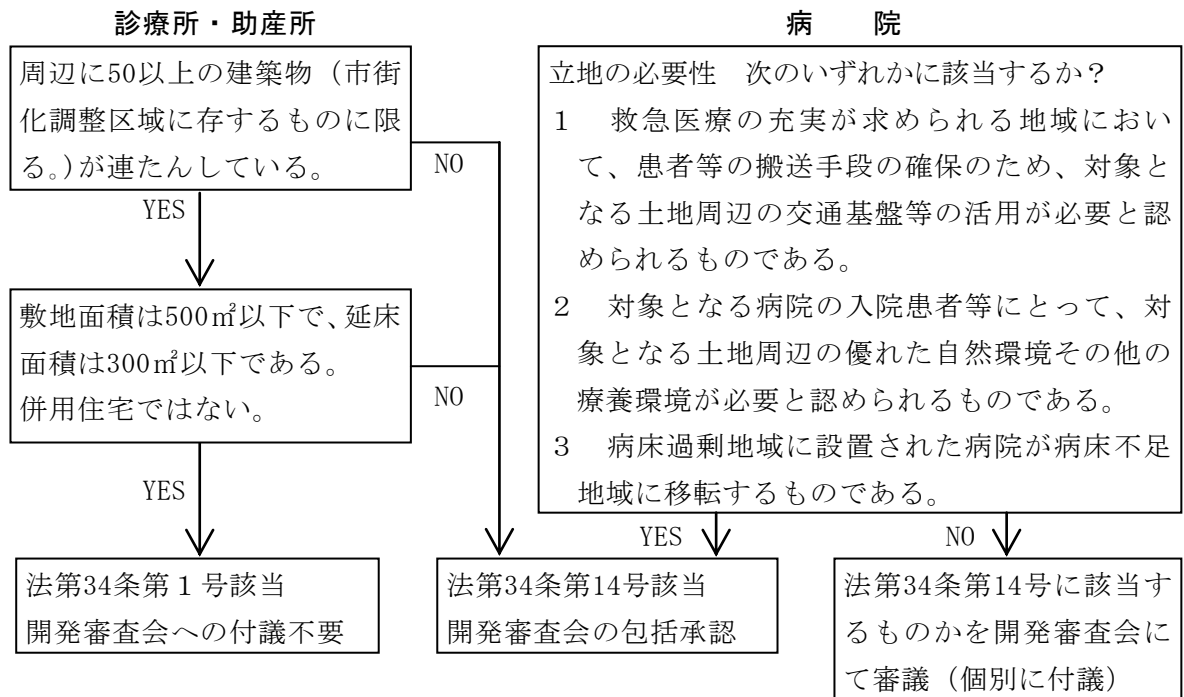 診療所・助産所
周辺に50以上の建築物（市街
化調整区域に存するものに限
る。)が連たんしている。
NO
YES
敷地面積は500㎡以下で、延床
面積は300㎡以下である。
併用住宅ではない。
NO
YES
法第34条第１号該当
開発審査会への付議不要
病　　院
立地の必要性　次のいずれかに該当するか？
１　救急医療の充実が求められる地域におい
て、患者等の搬送手段の確保のため、対象と
なる土地周辺の交通基盤等の活用が必要と認
められるものである。
２　対象となる病院の入院患者等にとって、対
象となる土地周辺の優れた自然環境その他の
療養環境が必要と認められるものである。
３　病床過剰地域に設置された病院が病床不足
地域に移転するものである。
YES
NO
法第34条第14号該当
開発審査会の包括承認
法第34条第14号に該当す
るものかを開発審査会に
て審議（個別に付議）